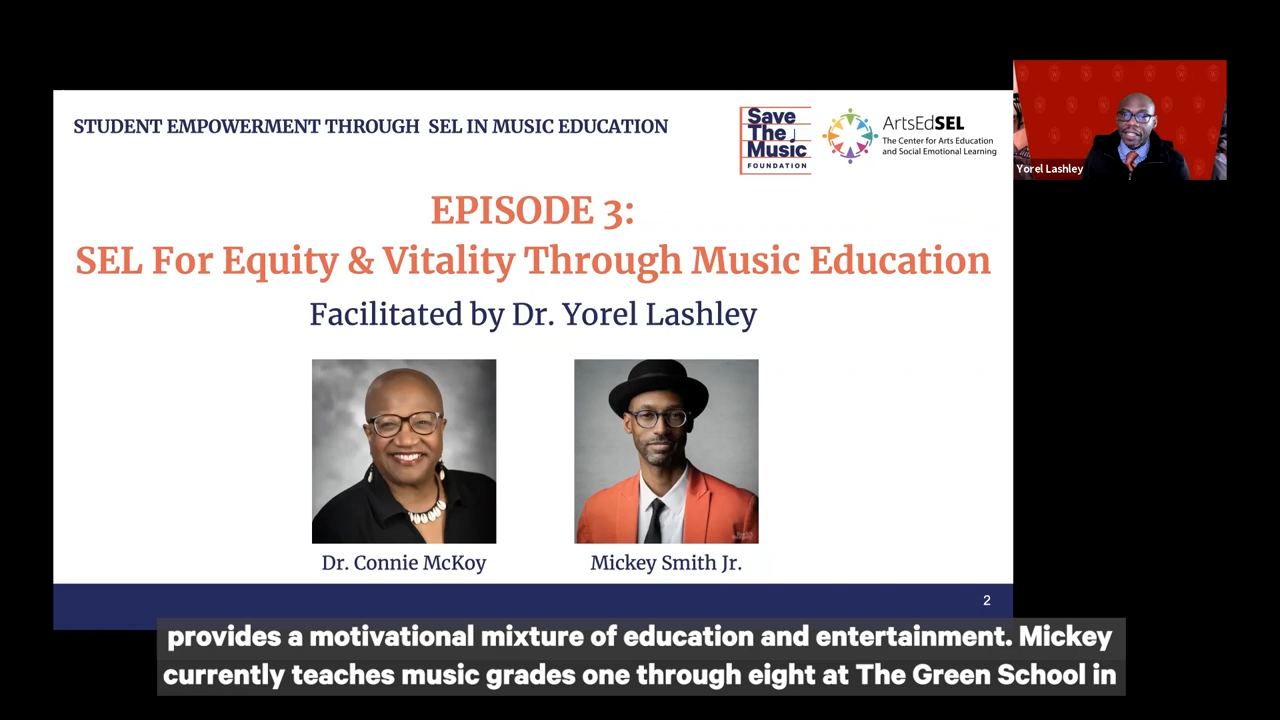 STUDENT EMPOWERMENT THROUGH SEL IN MUSIC EDUCATION
Save
The
Music
FOUNDATION
ArtsEdSEL
The Center for Arts Education
and Social Emotional Learning
Yorel Lashley
EPISODE 3:
SEL For Equity & Vitality Through Music Education
Facilitated by Dr. Yorel Lashley
Dr. Connie McKoy
Mickey Smith Jr.
2
provides a motivational mixture of education and entertainment. Mickey
currently teaches music grades one through eight at The Green School in